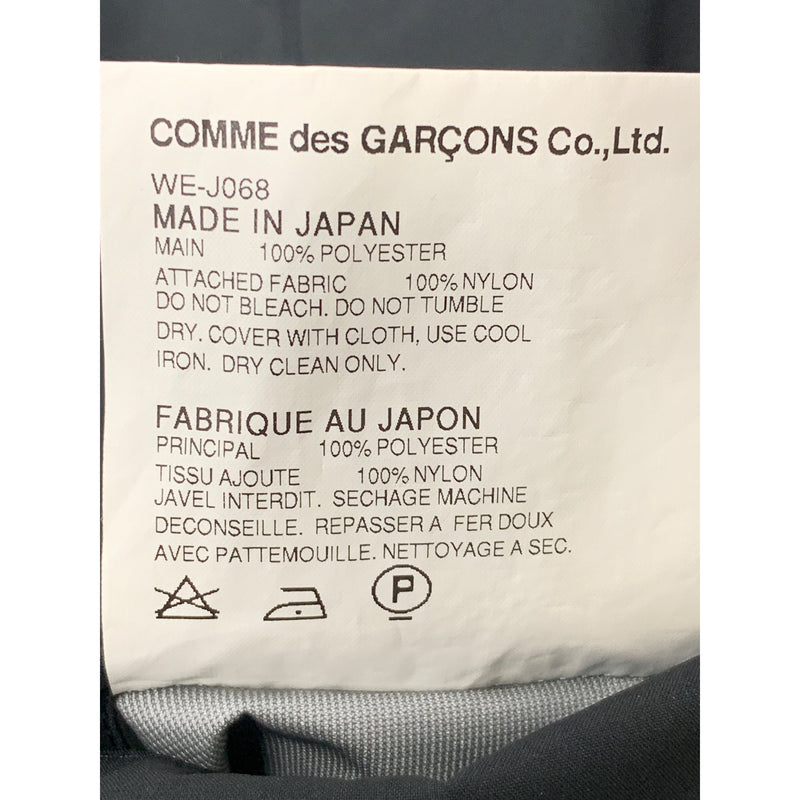 COMME des GARÇONS Co.,Ltd.
WE-J068
MADE IN JAPAN
MAIN 100% POLYESTER
ATTACHED FABRIC 100% NYLON
DO NOT BLEACH. DO NOT TUMBLE
DRY. COVER WITH CLOTH, USE COOL
IRON. DRY CLEAN ONLY.
FABRIQUE AU JAPON
PRINCIPAL 100% POLYESTER
TISSU AJOUTE 100% NYLON
JAVEL INTERDIT. SECHAGE MACHINE
DECONSEILLE. REPASSER A FER DOUX
AVEC PATTEMOUILLE. NETTOYAGE A SEC.
P